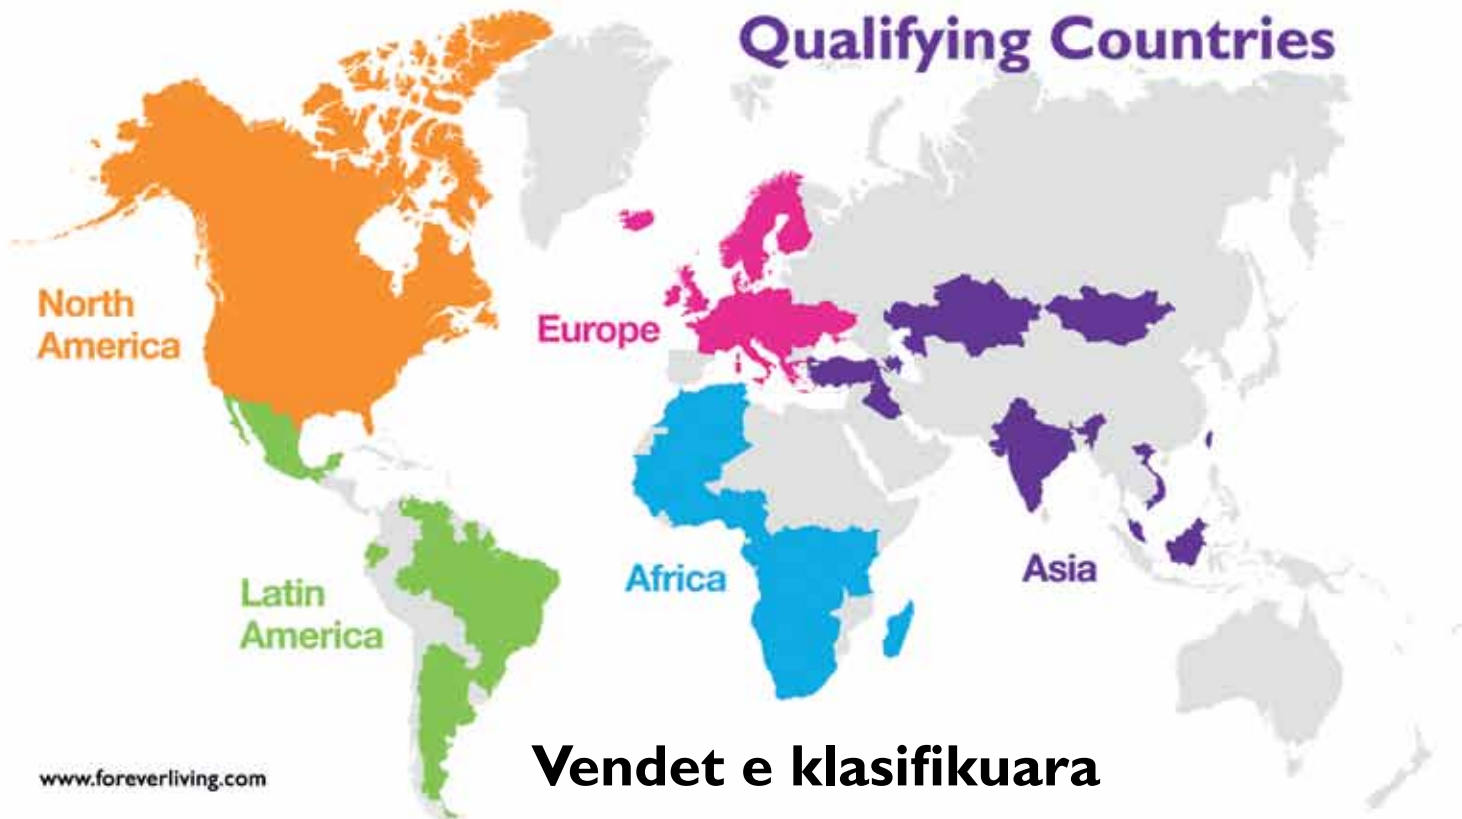 Qualifying Countries
North
America
Europe
Latin
America
Africa
Asia
www.foreverliving.com
Vendet e klasifikuara